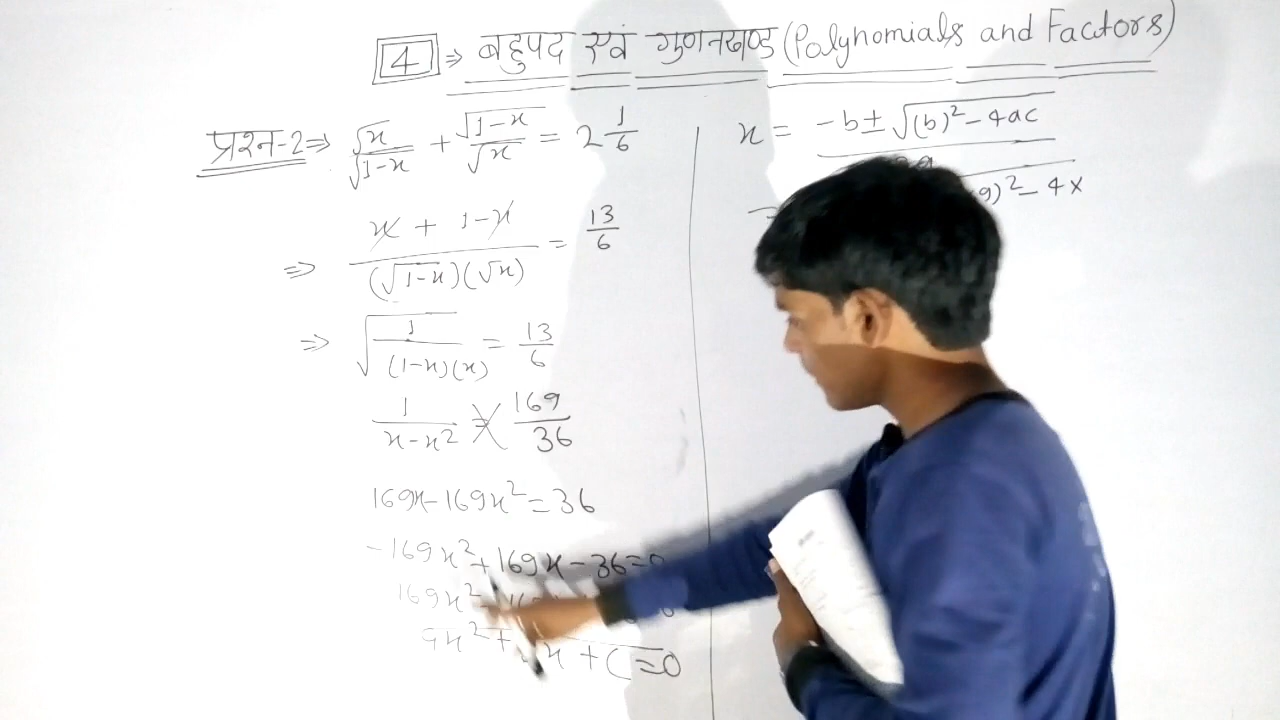 4 ⇒ बहुपद एवं गुणनखण्ड (Polynomials and Factors)
प्रश्न-2 ⇒ √x/√1-x + √1-x/√x = 2 1/6
⇒ x + 1-x / (√1-x)(√x) = 13/6
⇒ √1/(1-x)(x) = 13/6
1/x-x² = 169/36
169x-169x² = 36
-169x² + 169x - 36 = 0
169x²
x² + x + C = 0
x = -b ± √(b)² - 4ac
)² - 4x